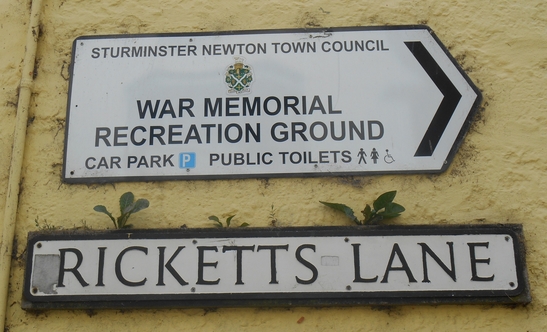 STURMINSTER NEWTON TOWN COUNCIL
WAR MEMORIAL
RECREATION GROUND
CAR PARK P PUBLIC TOILETS
RICKETTS LANE